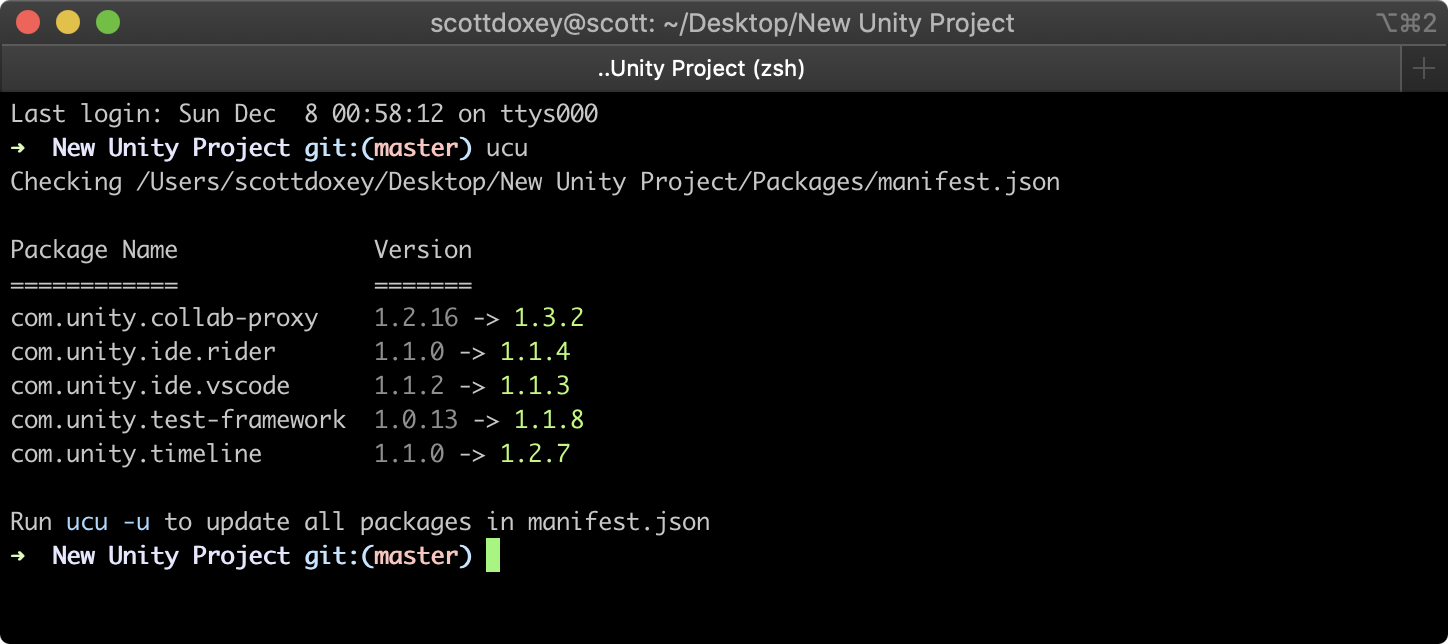 scottdoxey@scott: ~/Desktop/New Unity Project ⌥⌘2
..Unity Project (zsh) +
Last login: Sun Dec  8 00:58:12 on ttys000
➜  New Unity Project git:(master) ucu
Checking /Users/scottdoxey/Desktop/New Unity Project/Packages/manifest.json
Package Name              Version
============              =======
com.unity.collab-proxy    1.2.16 -> 1.3.2
com.unity.ide.rider       1.1.0 -> 1.1.4
com.unity.ide.vscode      1.1.2 -> 1.1.3
com.unity.test-framework  1.0.13 -> 1.1.8
com.unity.timeline        1.1.0 -> 1.2.7
Run ucu -u to update all packages in manifest.json
➜  New Unity Project git:(master)